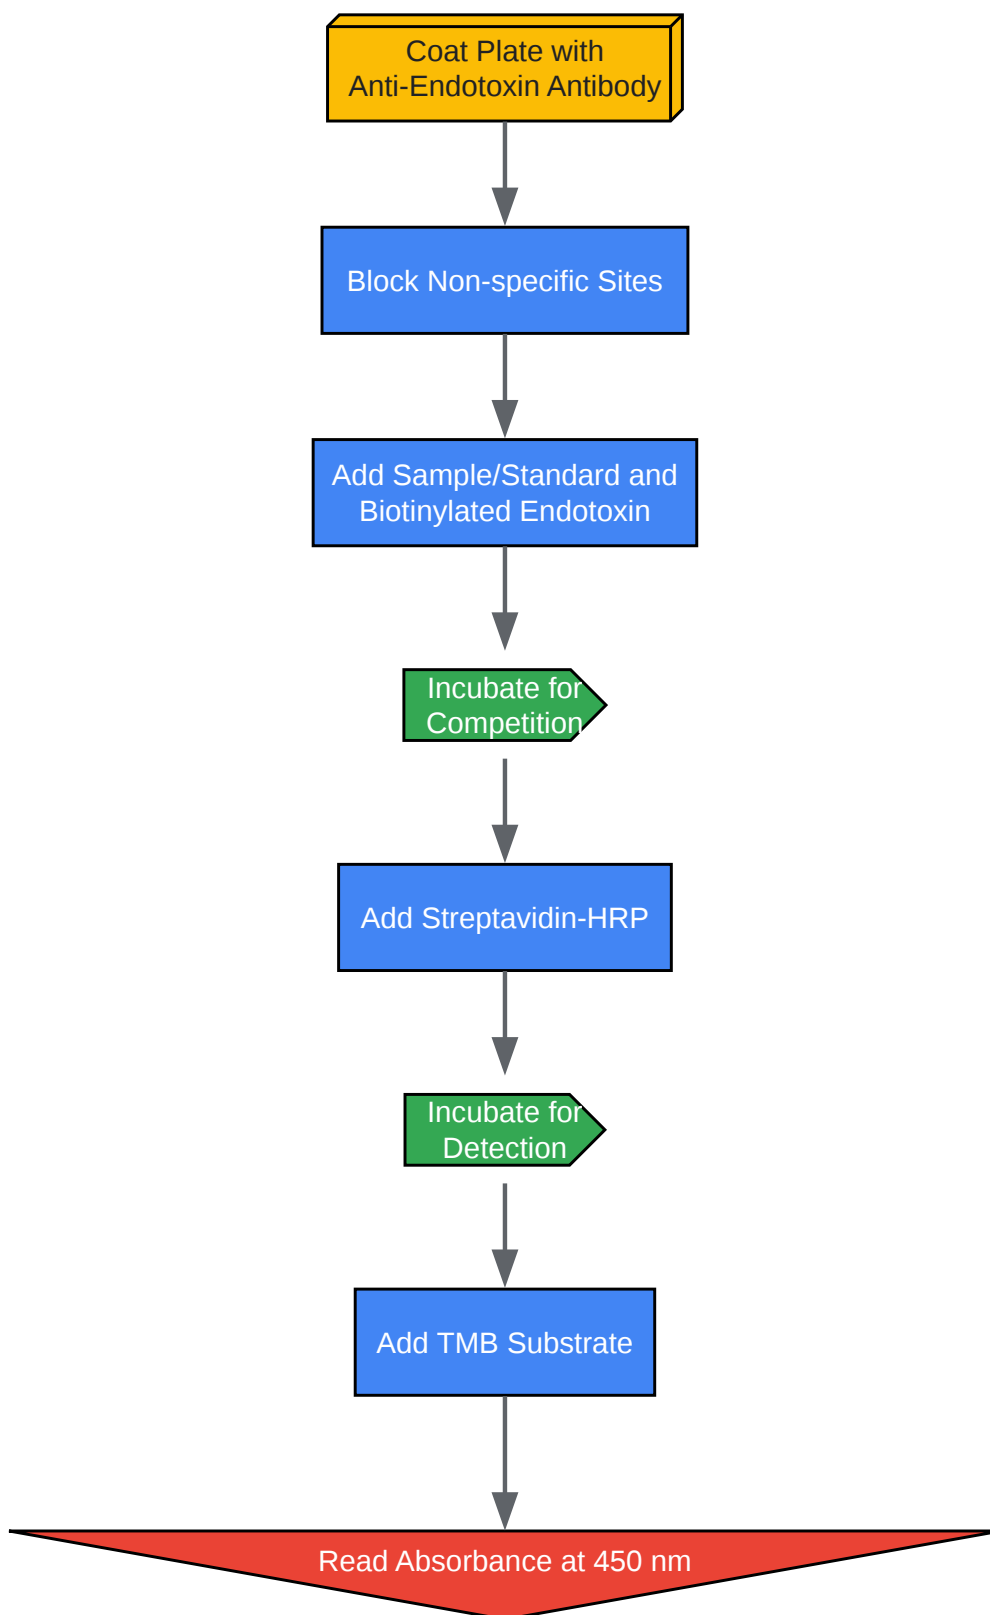 Coat Plate with
Anti-Endotoxin Antibody
Block Non-specific Sites
Add Sample/Standard and
Biotinylated Endotoxin
Incubate for
Competition
Add Streptavidin-HRP
Incubate for
Detection
Add TMB Substrate
Read Absorbance at 450 nm